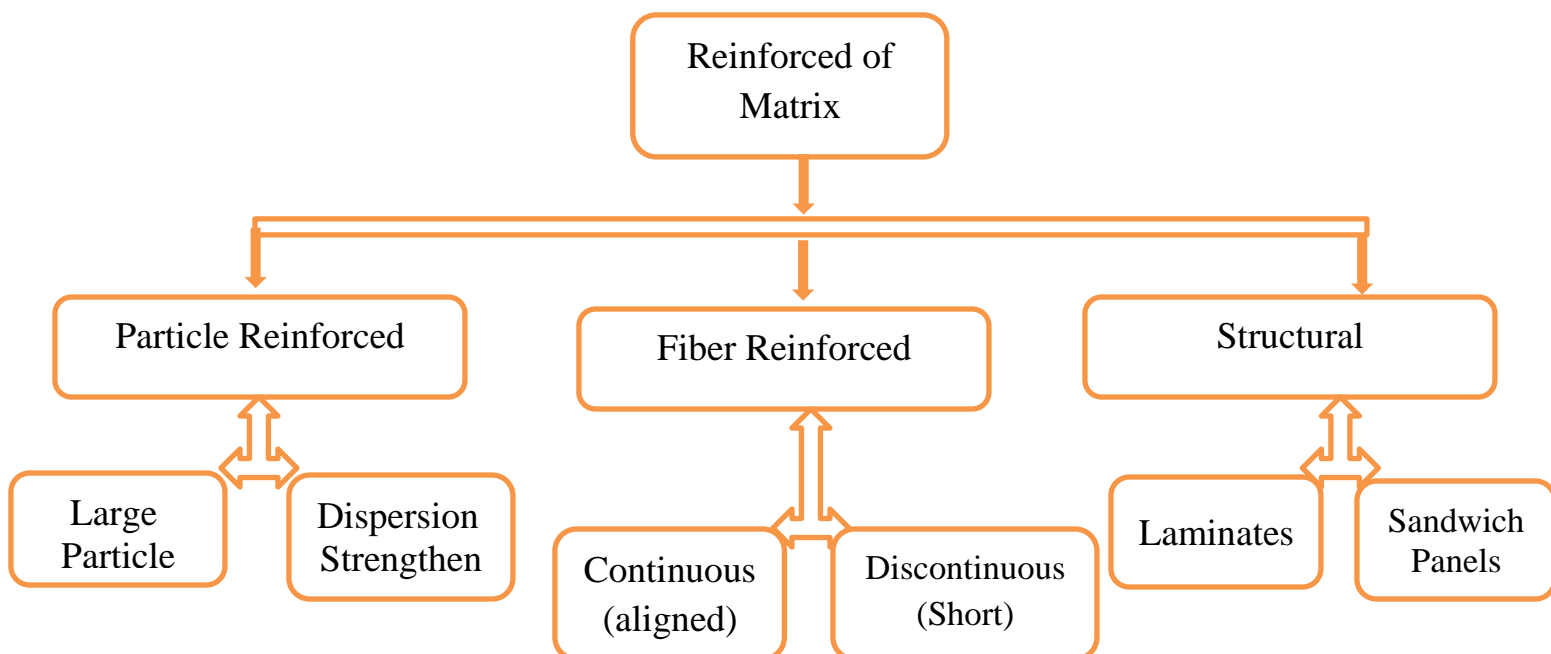 Reinforced of
Matrix
Particle Reinforced
Fiber Reinforced
Structural
Large
Particle
Dispersion
Strengthen
Continuous
(aligned)
Discontinuous
(Short)
Laminates
Sandwich
Panels